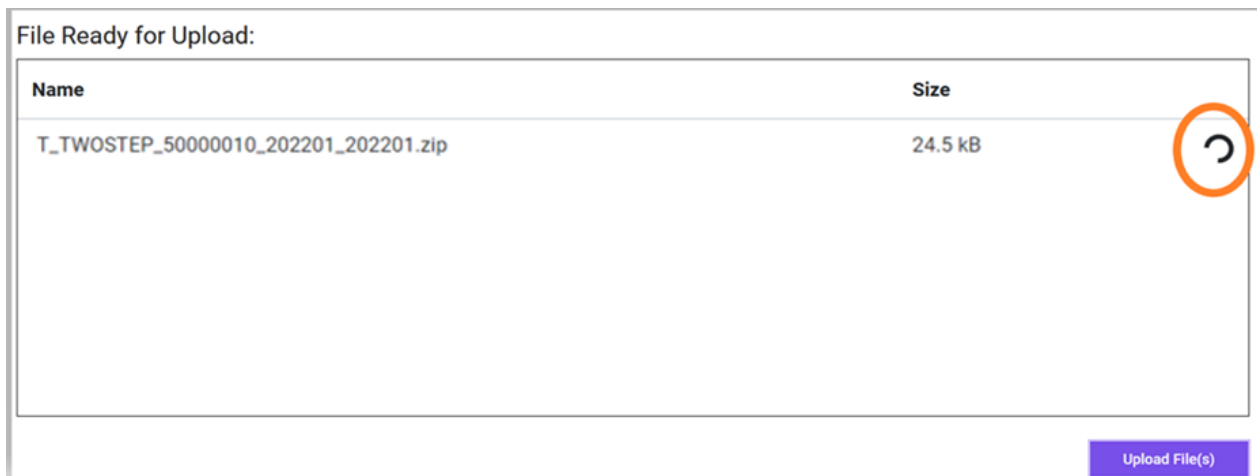 File Ready for Upload:
Name Size
T_TWOSTEP_50000010_202201_202201.zip 24.5 kB
Upload File(s)